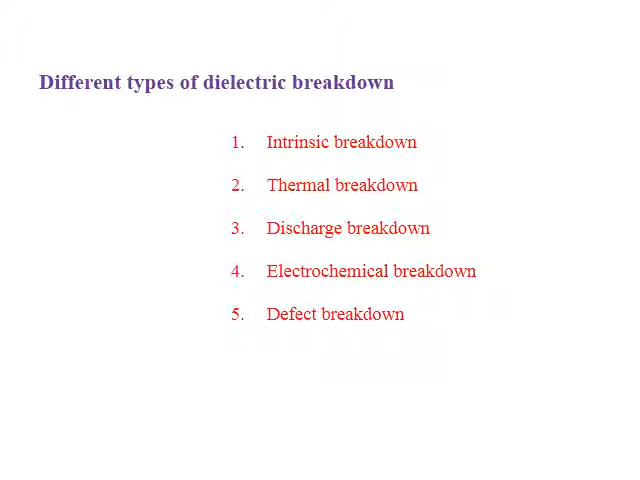 Different types of dielectric breakdown
1. Intrinsic breakdown
2. Thermal breakdown
3. Discharge breakdown
4. Electrochemical breakdown
5. Defect breakdown